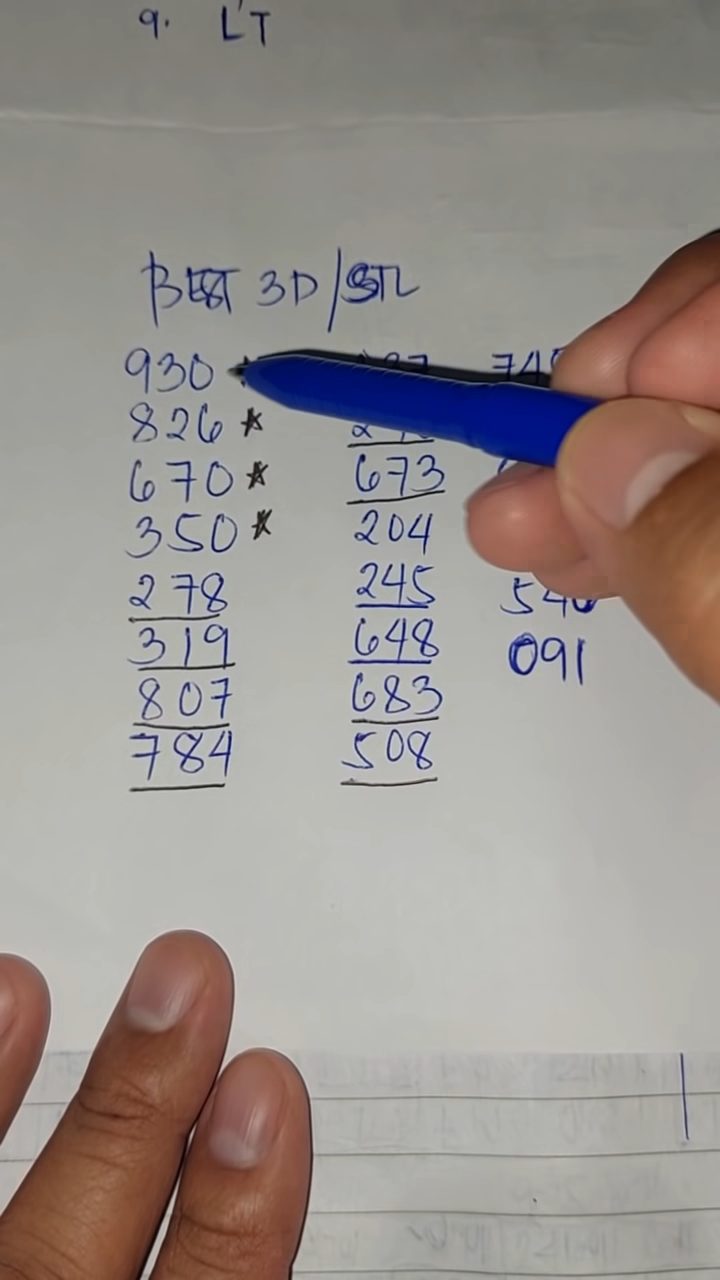 9. L'T
BEST 3D/STL
930
826 *
670 * 673
350 * 204
278 245
319 648 091
807 683
784 508